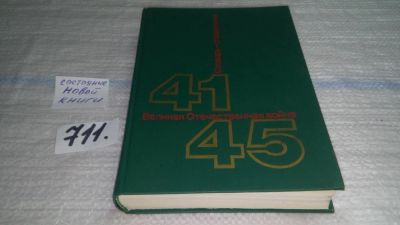 состояние
новой
книги
711.
41
Великая Отечественная война
45